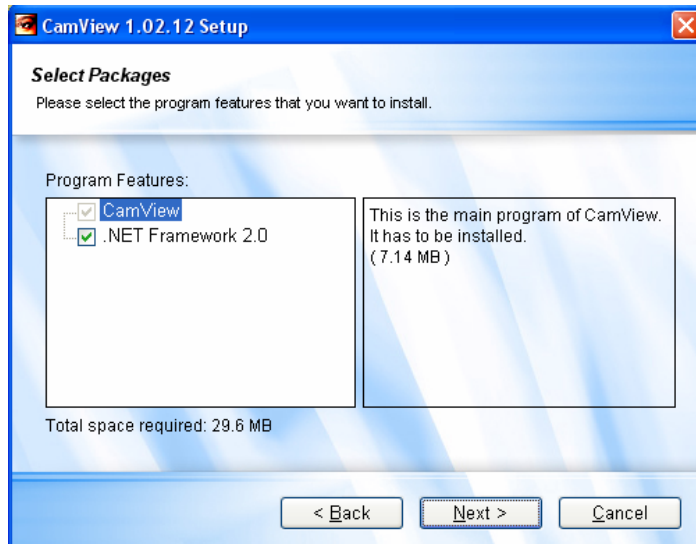 CamView 1.02.12 Setup
Select Packages
Please select the program features that you want to install.
Program Features:
CamView
.NET Framework 2.0
This is the main program of CamView.
It has to be installed.
( 7.14 MB )
Total space required: 29.6 MB
< Back
Next >
Cancel